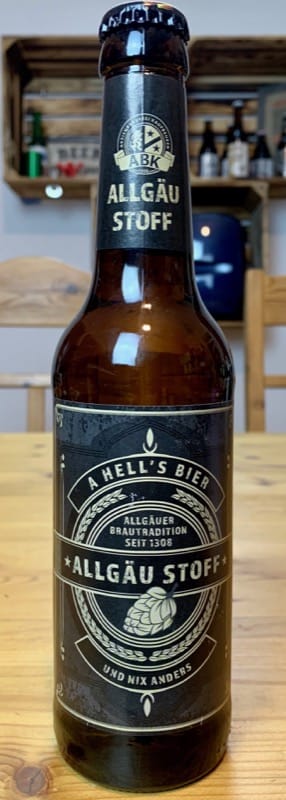 ABK
ALLGÄU
STOFF
A HELL'S BIER
ALLGÄUER
BRAUTRADITION
SEIT 1308
ALLGÄU STOFF
UND NIX ANDERS